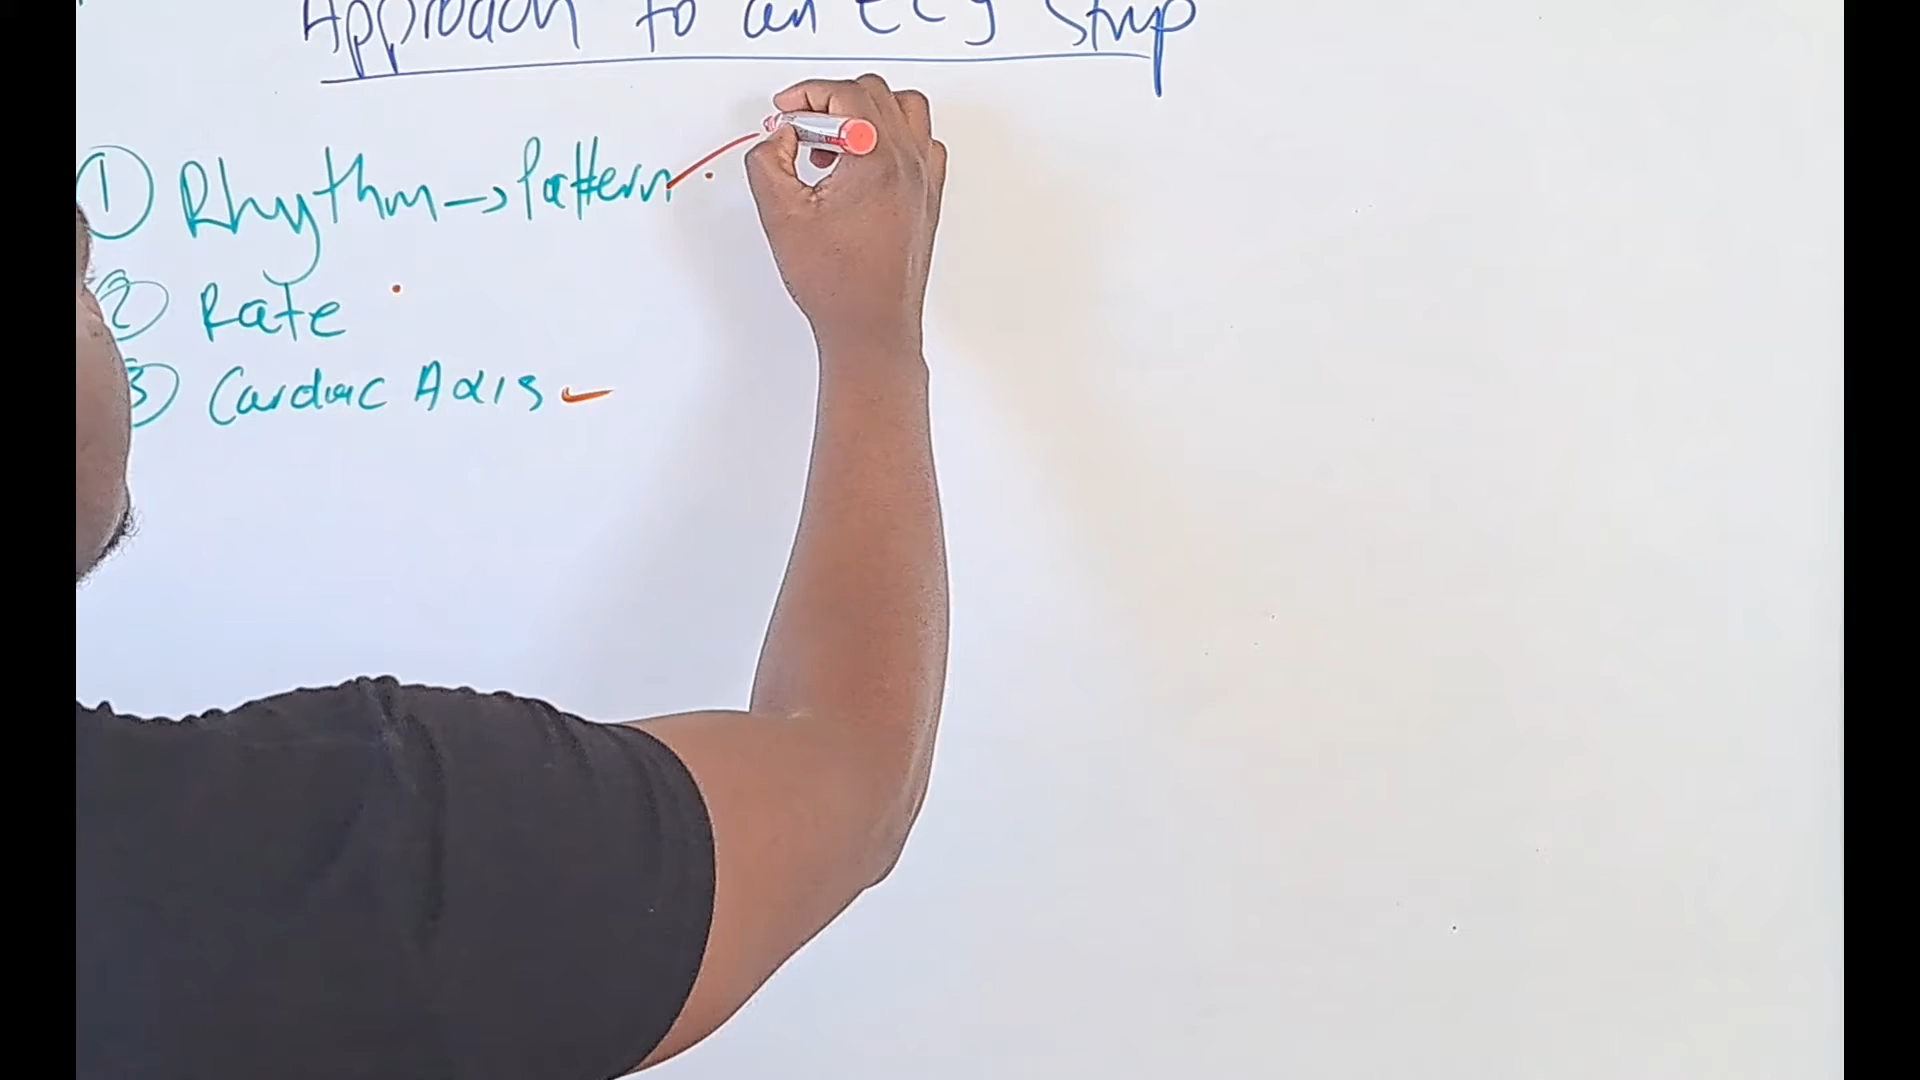 Approach to an ECG strip
① Rhythm → Pattern
② Rate
③ Cardiac Axis